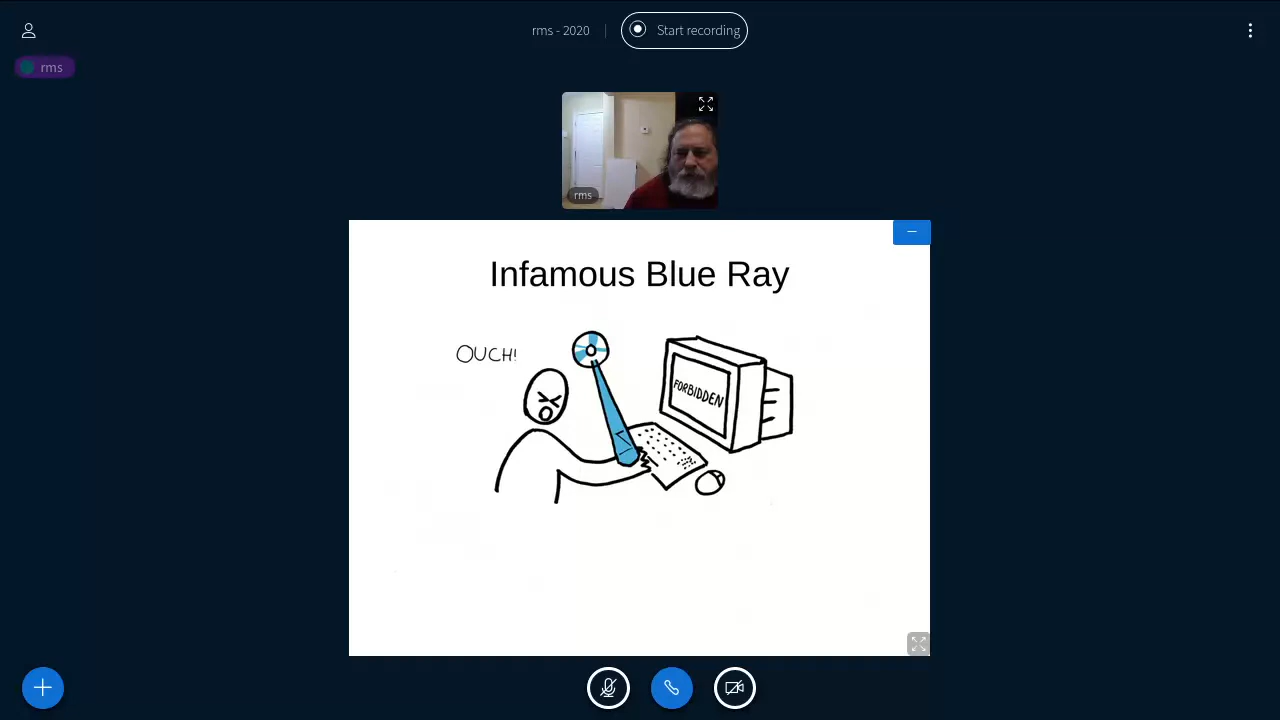 rms - 2020
Start recording
rms
rms
Infamous Blue Ray
OUCH!
FORBIDDEN